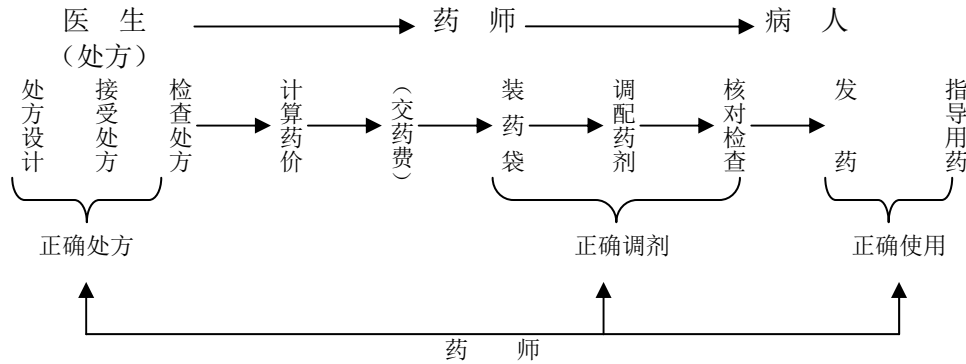 医 生 药 师 病 人
（处方）
处方设计 接受处方 检查处方 计算药价 （交药费） 装药袋 调配药剂 核对检查 发药 指导用药
正确处方 正确调剂 正确使用
药 师